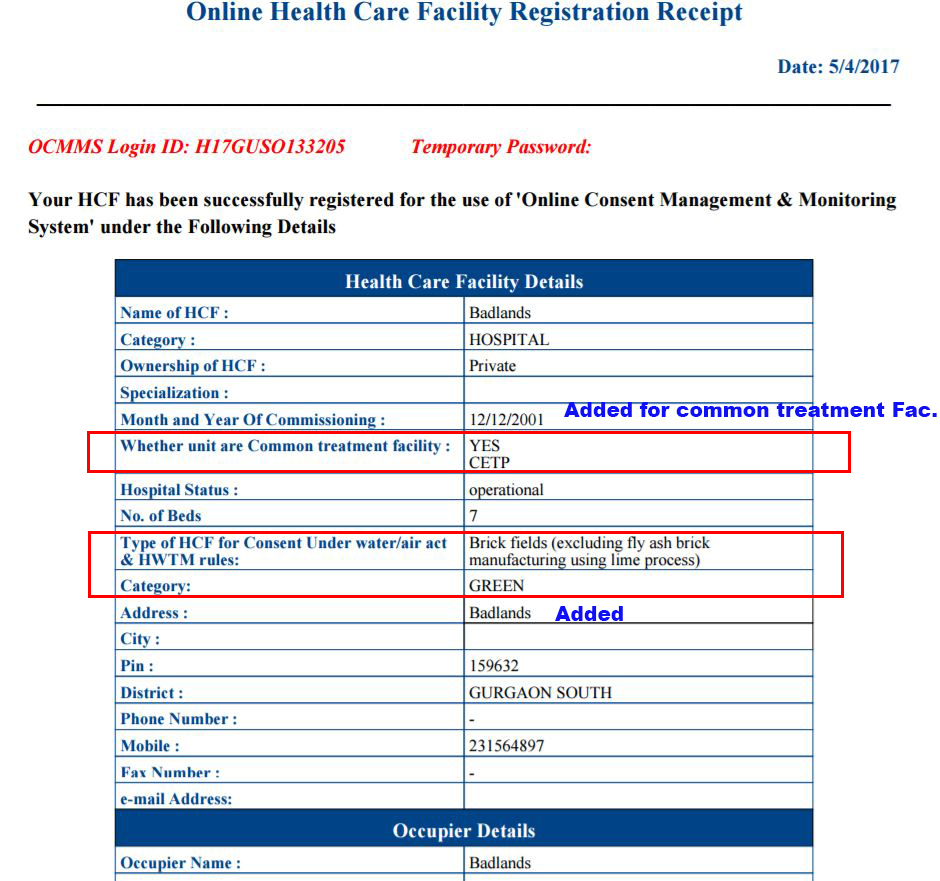 Online Health Care Facility Registration Receipt
Date: 5/4/2017
OCMMS Login ID: H17GUSO133205 Temporary Password:
Your HCF has been successfully registered for the use of 'Online Consent Management & Monitoring
System' under the Following Details
Health Care Facility Details
Name of HCF : Badlands
Category : HOSPITAL
Ownership of HCF : Private
Specialization :
Month and Year Of Commissioning : 12/12/2001 Added for common treatment Fac.
Whether unit are Common treatment facility : YES
CETP
Hospital Status : operational
No. of Beds 7
Type of HCF for Consent Under water/air act Brick fields (excluding fly ash brick
& HWTM rules: manufacturing using lime process)
Category: GREEN
Address : Badlands Added
City :
Pin : 159632
District : GURGAON SOUTH
Phone Number : -
Mobile : 231564897
Fax Number : -
e-mail Address:
Occupier Details
Occupier Name : Badlands